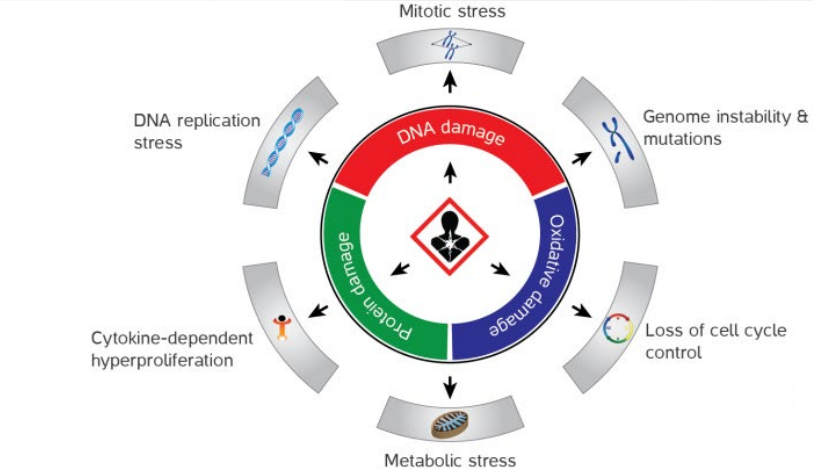 Mitotic stress
DNA replication
stress
Genome instability &
mutations
DNA damage
Protein damage
Oxidative damage
Cytokine-dependent
hyperproliferation
Loss of cell cycle
control
Metabolic stress